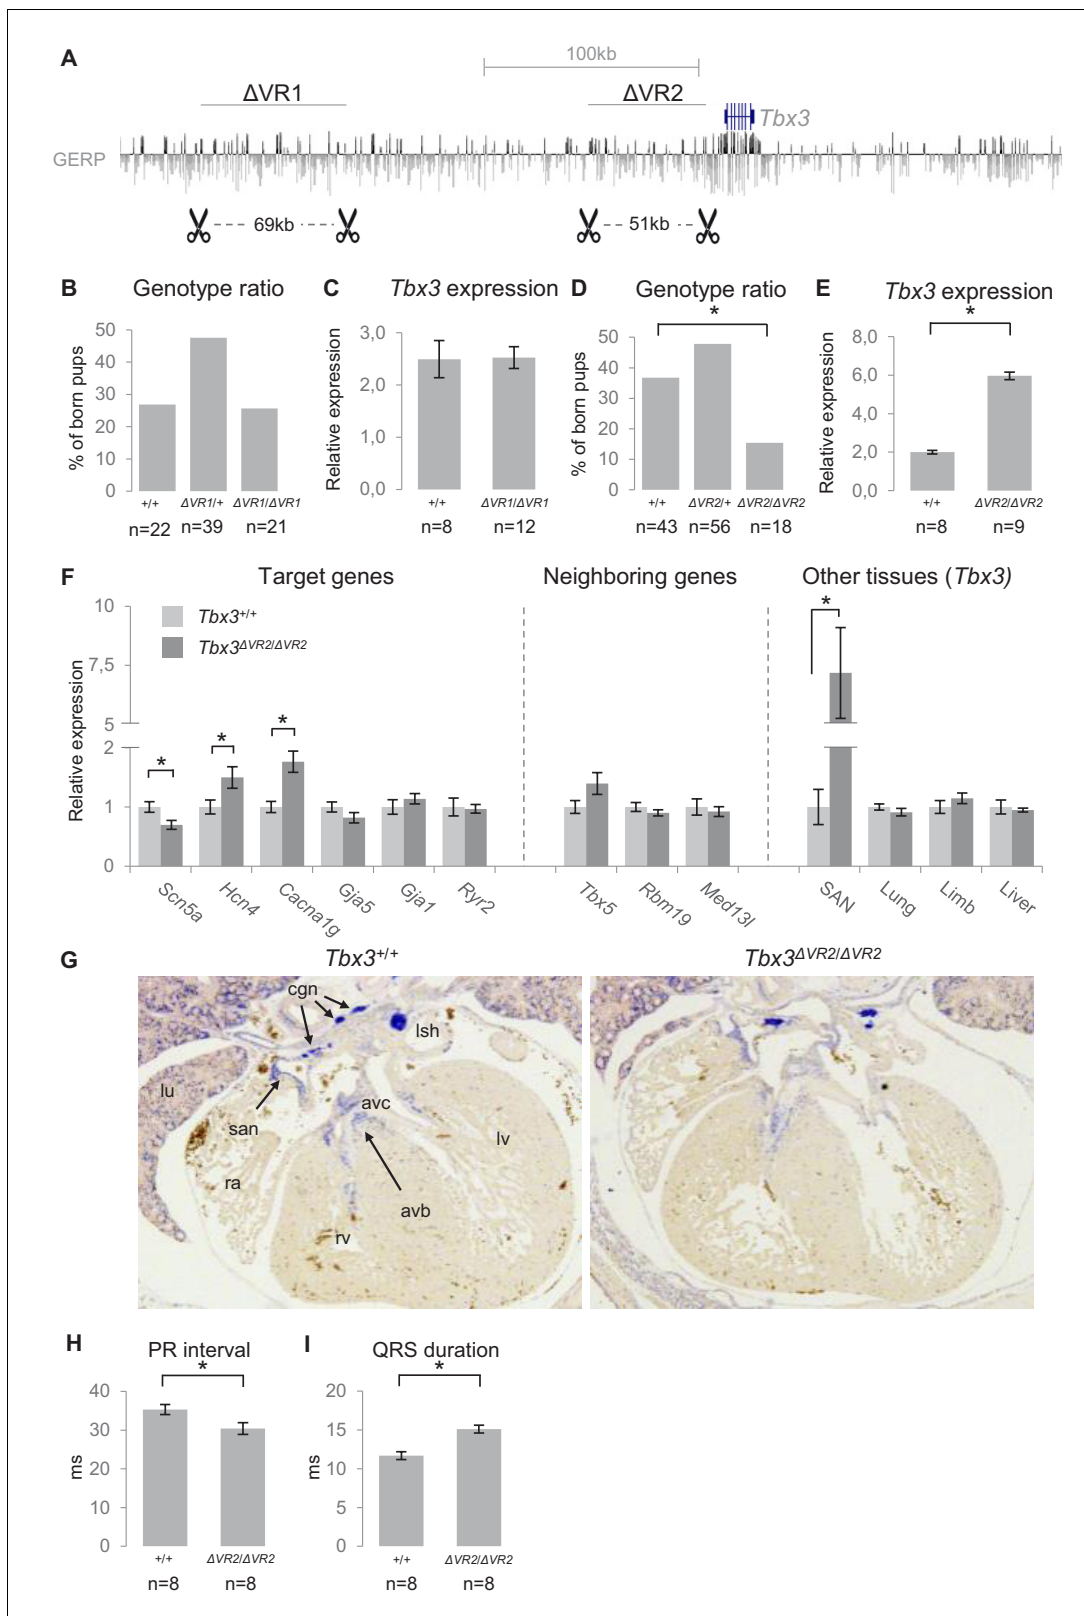 A
100kb
ΔVR1
ΔVR2
Tbx3
GERP
69kb
51kb
B Genotype ratio
% of born pups
50
40
30
20
10
0
+/+ ΔVR1/+ ΔVR1/ΔVR1
n=22 n=39 n=21
C Tbx3 expression
Relative expression
3,0
2,0
1,0
0,0
+/+ ΔVR1/ΔVR1
n=8 n=12
D Genotype ratio
*
% of born pups
50
40
30
20
10
0
+/+ ΔVR2/+ ΔVR2/ΔVR2
n=43 n=56 n=18
E Tbx3 expression
*
Relative expression
8,0
6,0
4,0
2,0
0,0
+/+ ΔVR2/ΔVR2
n=8 n=9
F Target genes Neighboring genes Other tissues (Tbx3)
Relative expression
10
7,5
5
2
1
0
Tbx3+/+
Tbx3ΔVR2/ΔVR2
* * * *
Scn5a Hcn4 Cacna1g Gja5 Gja1 Ryr2 Tbx5 Rbm19 Med13l SAN Lung Limb Liver
G Tbx3+/+ Tbx3ΔVR2/ΔVR2
cgn
lsh
lu
san
avc
lv
ra
avb
rv
H PR interval
*
ms
40
30
20
10
0
+/+ ΔVR2/ΔVR2
n=8 n=8
I QRS duration
*
ms
20
15
10
5
0
+/+ ΔVR2/ΔVR2
n=8 n=8